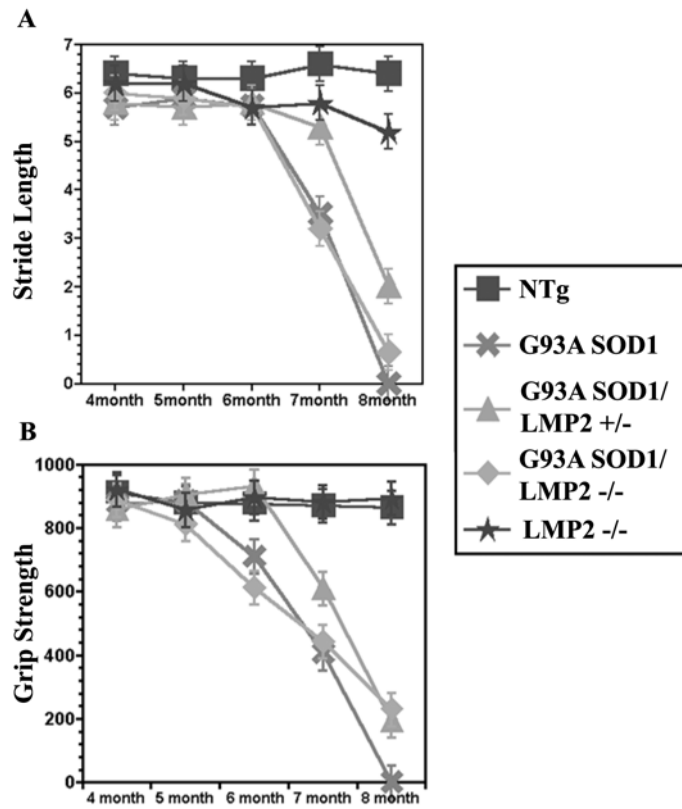 A
7
6
5
4
3
2
1
0
Stride Length
4month 5month 6month 7month 8month
B
1000
800
600
400
200
0
Grip Strength
4 month 5 month 6 month 7 month 8 month
NTg
G93A SOD1
G93A SOD1/
LMP2 +/-
G93A SOD1/
LMP2 -/-
LMP2 -/-